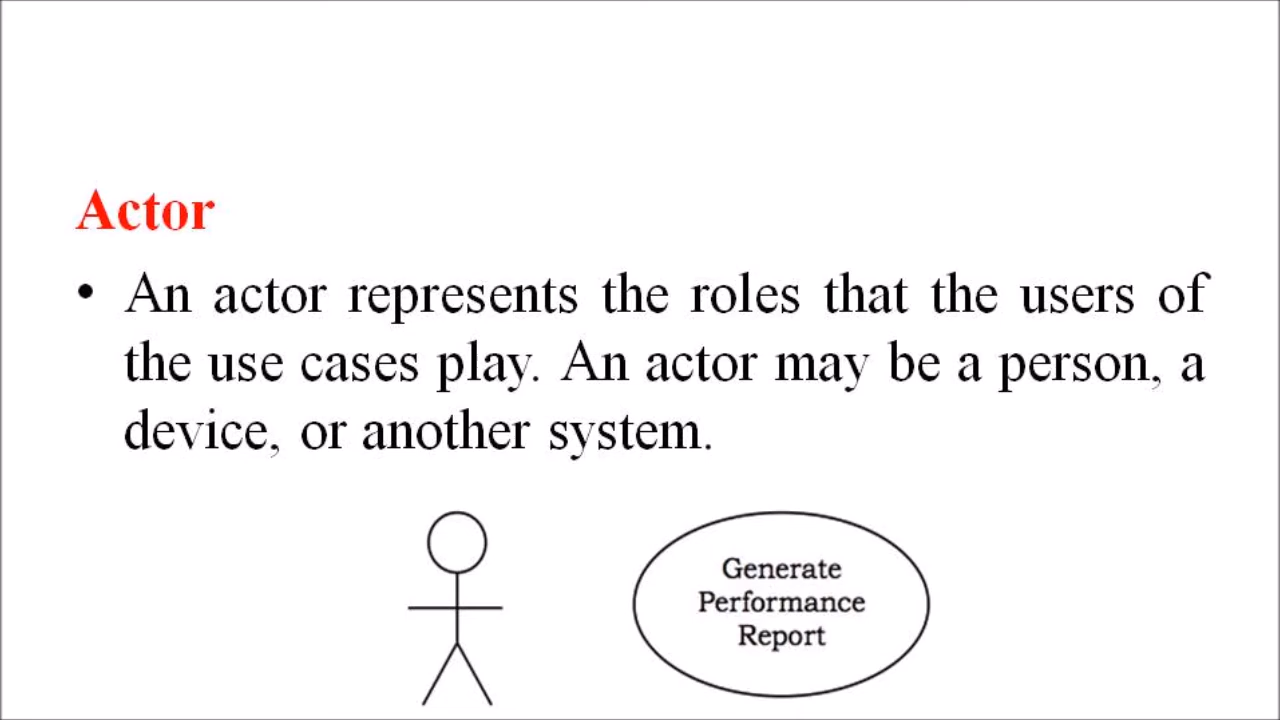 Actor
• An actor represents the roles that the users of
the use cases play. An actor may be a person, a
device, or another system.
Generate
Performance
Report